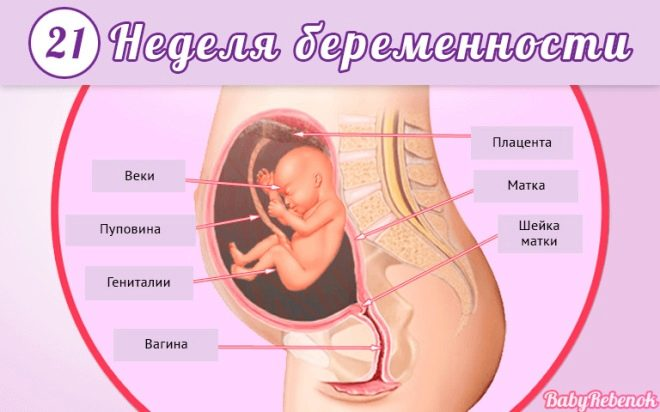 21 Неделя беременности
Плацента
Веки
Матка
Пуповина
Шейка
матки
Гениталии
Вагина
BabyRebenok